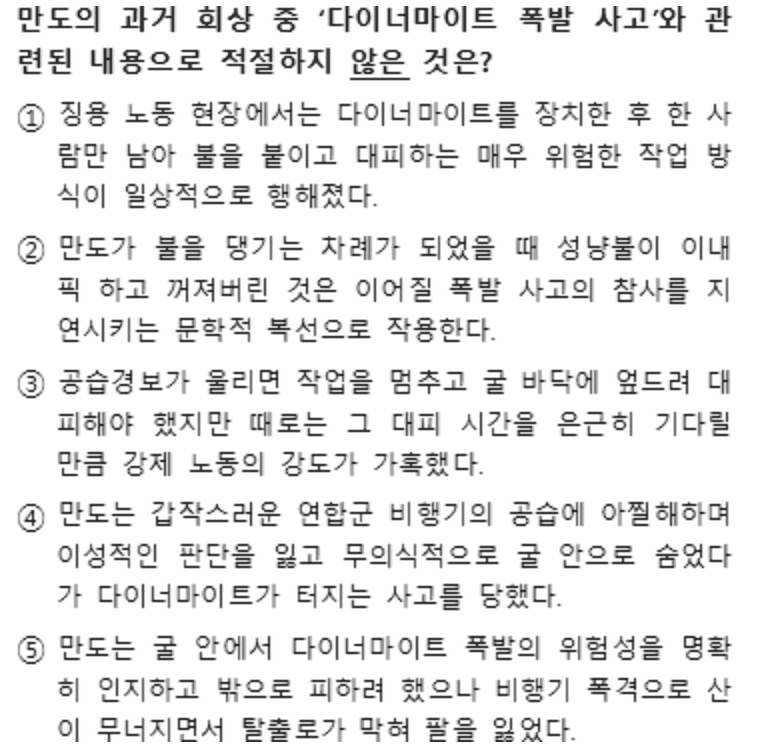 만도의 과거 회상 중 ‘다이너마이트 폭발 사고’와 관
련된 내용으로 적절하지 않은 것은?
① 징용 노동 현장에서는 다이너마이트를 장치한 후 한 사
람만 남아 불을 붙이고 대피하는 매우 위험한 작업 방
식이 일상적으로 행해졌다.
② 만도가 불을 댕기는 차례가 되었을 때 성냥불이 이내
픽 하고 꺼져버린 것은 이어질 폭발 사고의 참사를 지
연시키는 문학적 복선으로 작용한다.
③ 공습경보가 울리면 작업을 멈추고 굴 바닥에 엎드려 대
피해야 했지만 때로는 그 대피 시간을 은근히 기다릴
만큼 강제 노동의 강도가 가혹했다.
④ 만도는 갑작스러운 연합군 비행기의 공습에 아찔해하며
이성적인 판단을 잃고 무의식적으로 굴 안으로 숨었다
가 다이너마이트가 터지는 사고를 당했다.
⑤ 만도는 굴 안에서 다이너마이트 폭발의 위험성을 명확
히 인지하고 밖으로 피하려 했으나 비행기 폭격으로 산
이 무너지면서 탈출로가 막혀 팔을 잃었다.